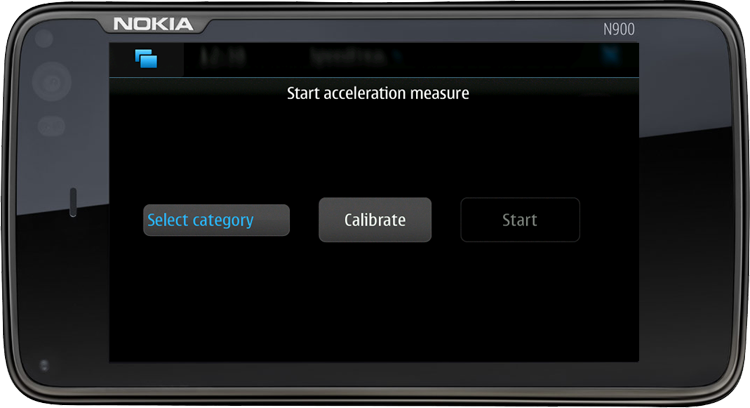 NOKIA
N900
Start acceleration measure
Select category
Calibrate
Start